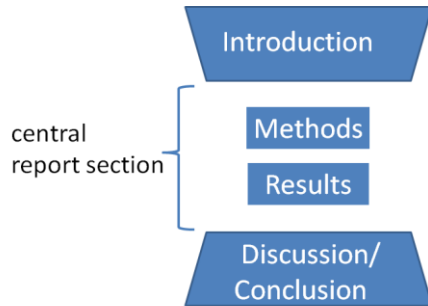 Introduction
central
report section
Methods
Results
Discussion/
Conclusion